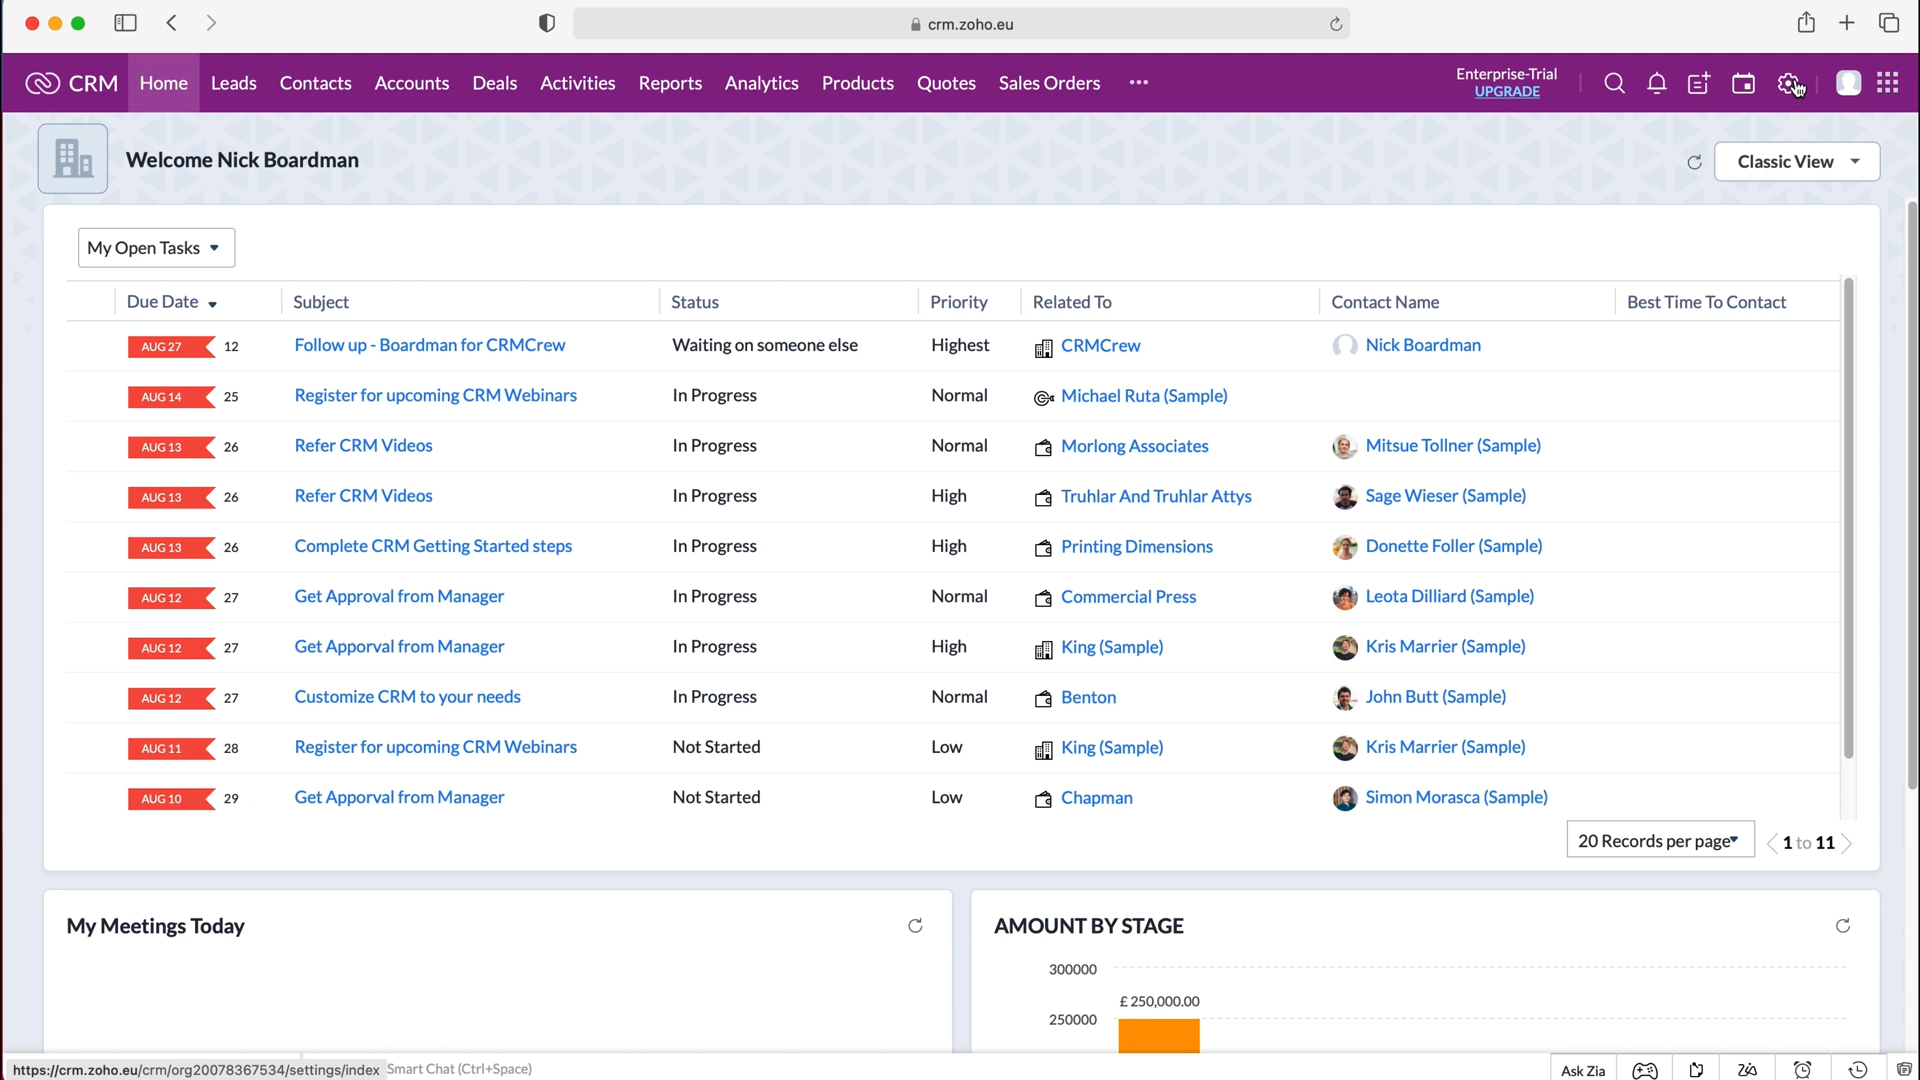 crm.zoho.eu
CRM Home Leads Contacts Accounts Deals Activities Reports Analytics Products Quotes Sales Orders ••• Enterprise-Trial
UPGRADE
Welcome Nick Boardman
Classic View
My Open Tasks
Due Date Subject Status Priority Related To Contact Name Best Time To Contact
AUG 27 12 Follow up - Boardman for CRMCrew Waiting on someone else Highest CRMCrew Nick Boardman
AUG 14 25 Register for upcoming CRM Webinars In Progress Normal Michael Ruta (Sample)
AUG 13 26 Refer CRM Videos In Progress Normal Morlong Associates Mitsue Tollner (Sample)
AUG 13 26 Refer CRM Videos In Progress High Truhlar And Truhlar Attys Sage Wieser (Sample)
AUG 13 26 Complete CRM Getting Started steps In Progress High Printing Dimensions Donette Foller (Sample)
AUG 12 27 Get Approval from Manager In Progress Normal Commercial Press Leota Dilliard (Sample)
AUG 12 27 Get Apporval from Manager In Progress High King (Sample) Kris Marrier (Sample)
AUG 12 27 Customize CRM to your needs In Progress Normal Benton John Butt (Sample)
AUG 11 28 Register for upcoming CRM Webinars Not Started Low King (Sample) Kris Marrier (Sample)
AUG 10 29 Get Apporval from Manager Not Started Low Chapman Simon Morasca (Sample)
20 Records per page 1 to 11
My Meetings Today
AMOUNT BY STAGE
300000
£ 250,000.00
250000
https://crm.zoho.eu/crm/org20078367534/settings/index Smart Chat (Ctrl+Space) Ask Zia